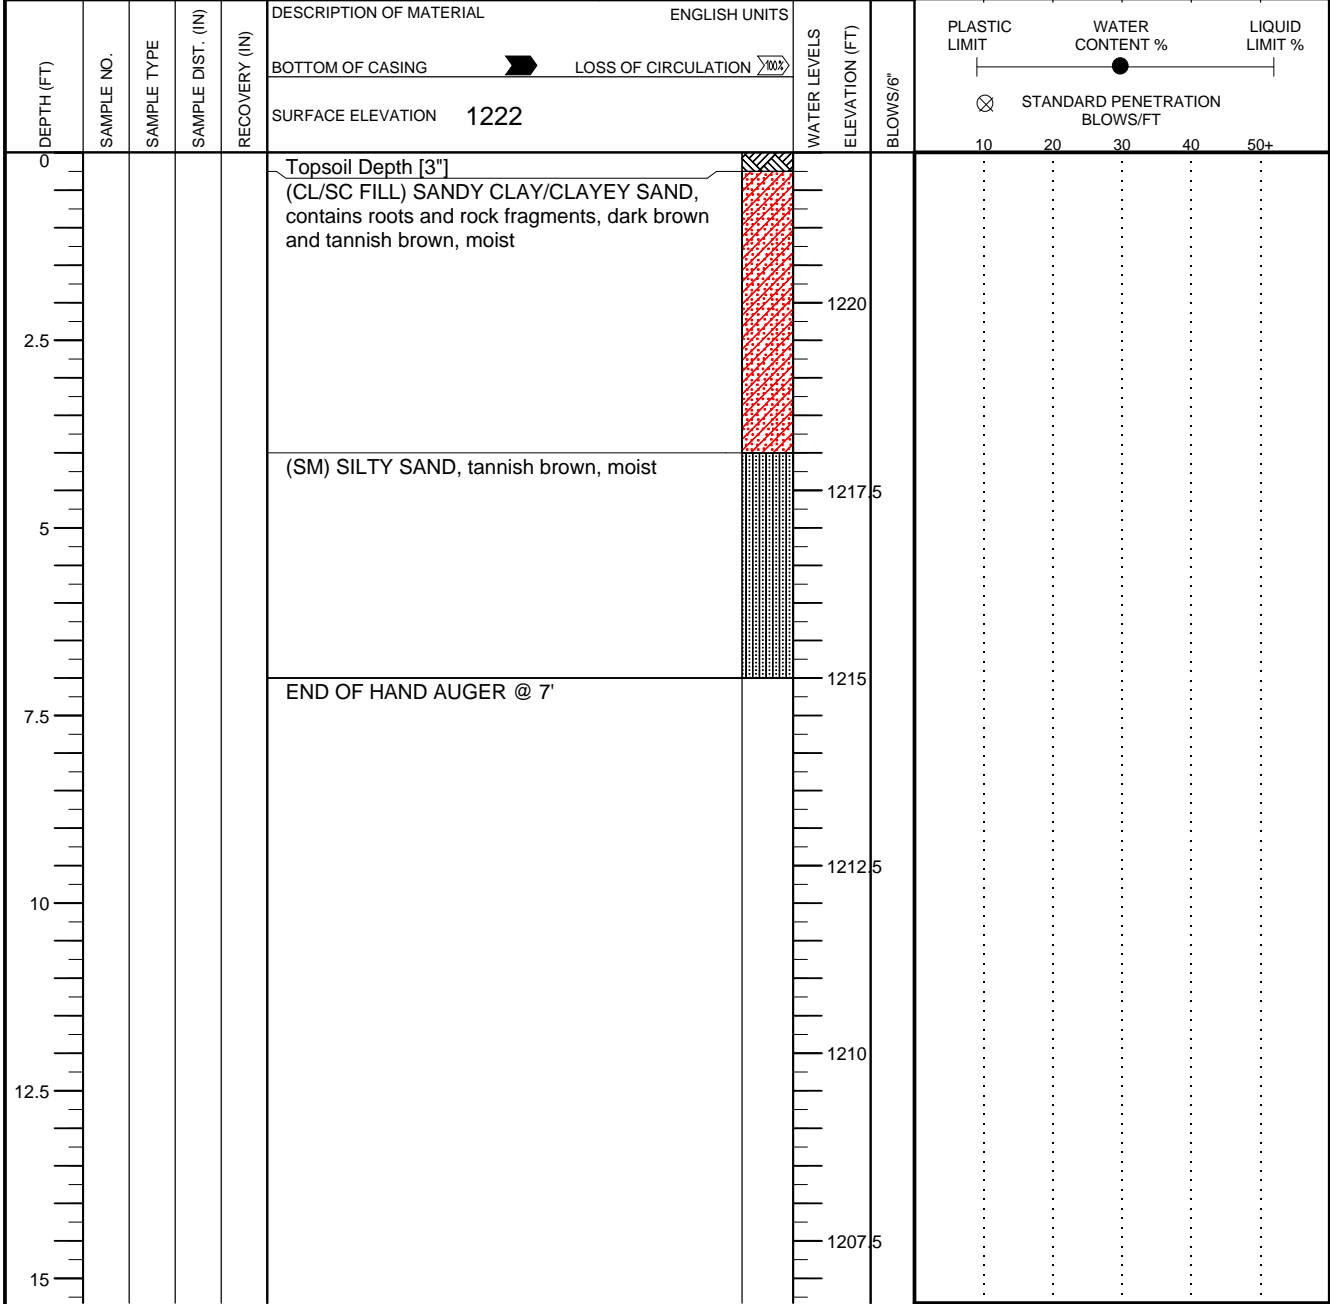 DEPTH (FT)
SAMPLE NO.
SAMPLE TYPE
SAMPLE DIST. (IN)
RECOVERY (IN)
DESCRIPTION OF MATERIAL ENGLISH UNITS
BOTTOM OF CASING LOSS OF CIRCULATION 100%
SURFACE ELEVATION 1222
WATER LEVELS
ELEVATION (FT)
BLOWS/6"
PLASTIC LIMIT
WATER CONTENT %
LIQUID LIMIT %
STANDARD PENETRATION
BLOWS/FT
10 20 30 40 50+
0
Topsoil Depth [3"]
(CL/SC FILL) SANDY CLAY/CLAYEY SAND,
contains roots and rock fragments, dark brown
and tannish brown, moist
1220
2.5
(SM) SILTY SAND, tannish brown, moist
1217.5
5
1215
END OF HAND AUGER @ 7'
7.5
1212.5
10
1210
12.5
1207.5
15